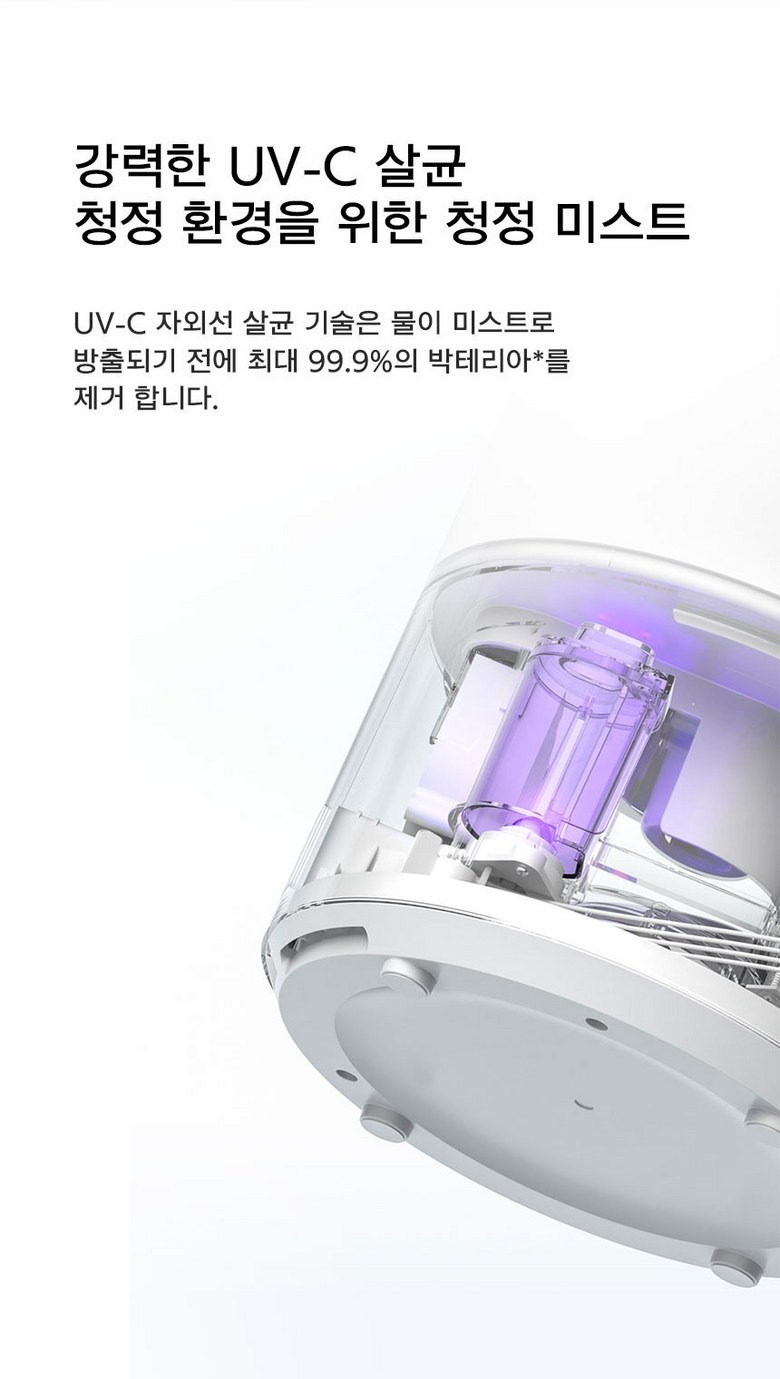 강력한 UV-C 살균
청정 환경을 위한 청정 미스트
UV-C 자외선 살균 기술은 물이 미스트로
방출되기 전에 최대 99.9%의 박테리아*를
제거 합니다.